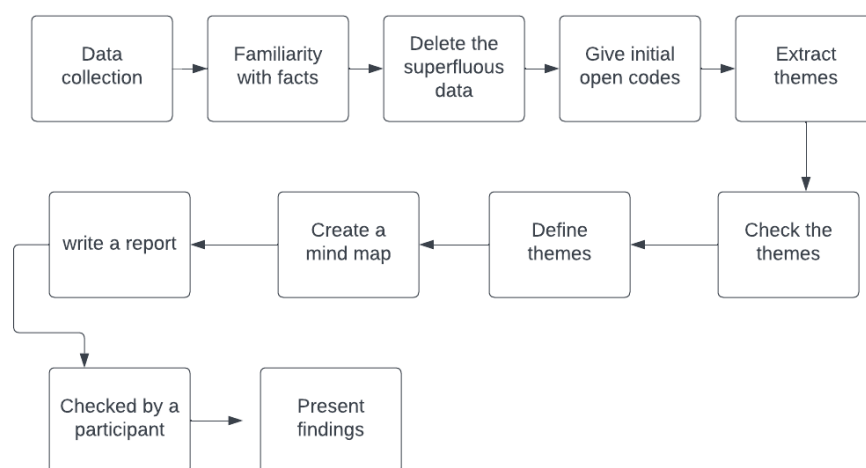 Data
collection
Familiarity
with facts
Delete the
superfluous
data
Give initial
open codes
Extract
themes
Check the
themes
Define
themes
Create a
mind map
write a report
Checked by a
participant
Present
findings